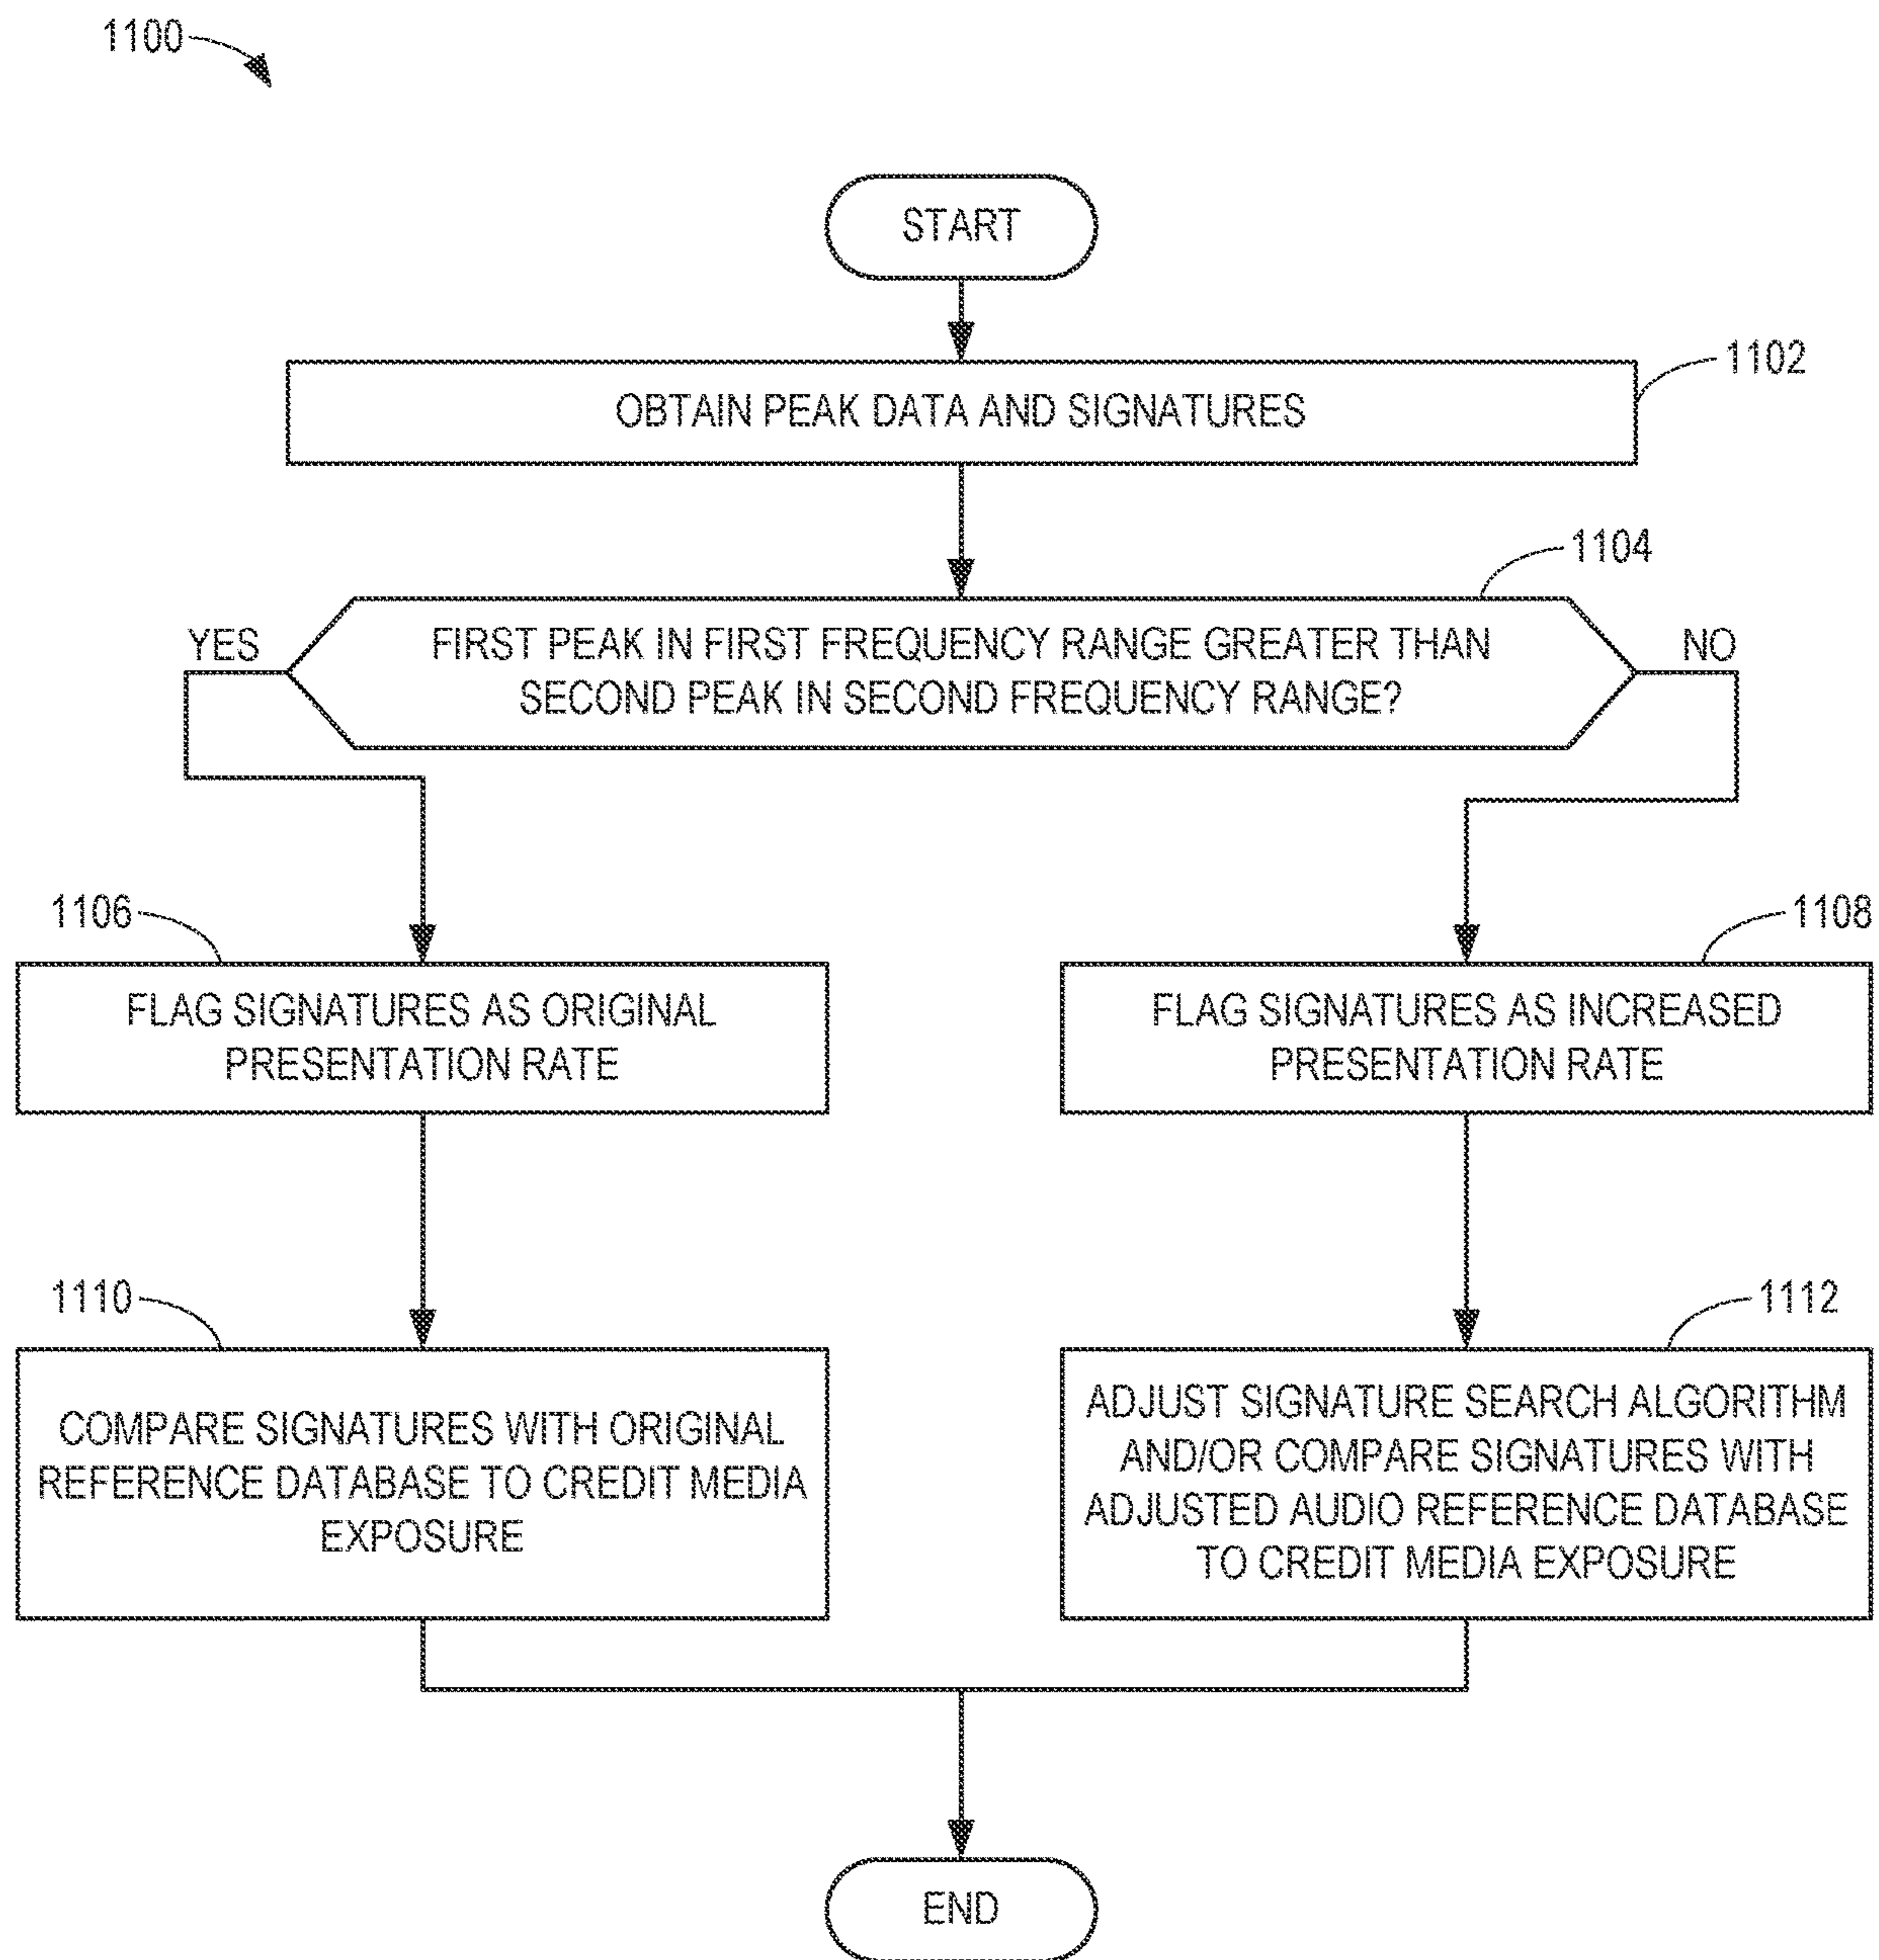 1100
START
1102
OBTAIN PEAK DATA AND SIGNATURES
1104
YES
FIRST PEAK IN FIRST FREQUENCY RANGE GREATER THAN
SECOND PEAK IN SECOND FREQUENCY RANGE?
NO
1106
FLAG SIGNATURES AS ORIGINAL
PRESENTATION RATE
1108
FLAG SIGNATURES AS INCREASED
PRESENTATION RATE
1110
COMPARE SIGNATURES WITH ORIGINAL
REFERENCE DATABASE TO CREDIT MEDIA
EXPOSURE
1112
ADJUST SIGNATURE SEARCH ALGORITHM
AND/OR COMPARE SIGNATURES WITH
ADJUSTED AUDIO REFERENCE DATABASE
TO CREDIT MEDIA EXPOSURE
END